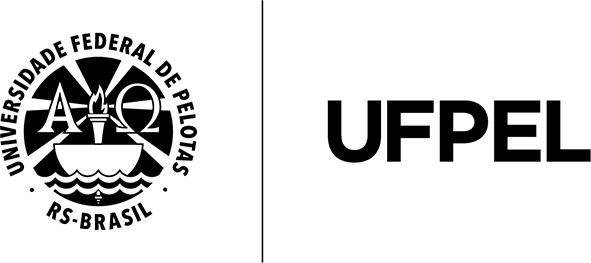 UNIVERSIDADE FEDERAL DE PELOTAS
Α Ω
RS-BRASIL
UFPEL